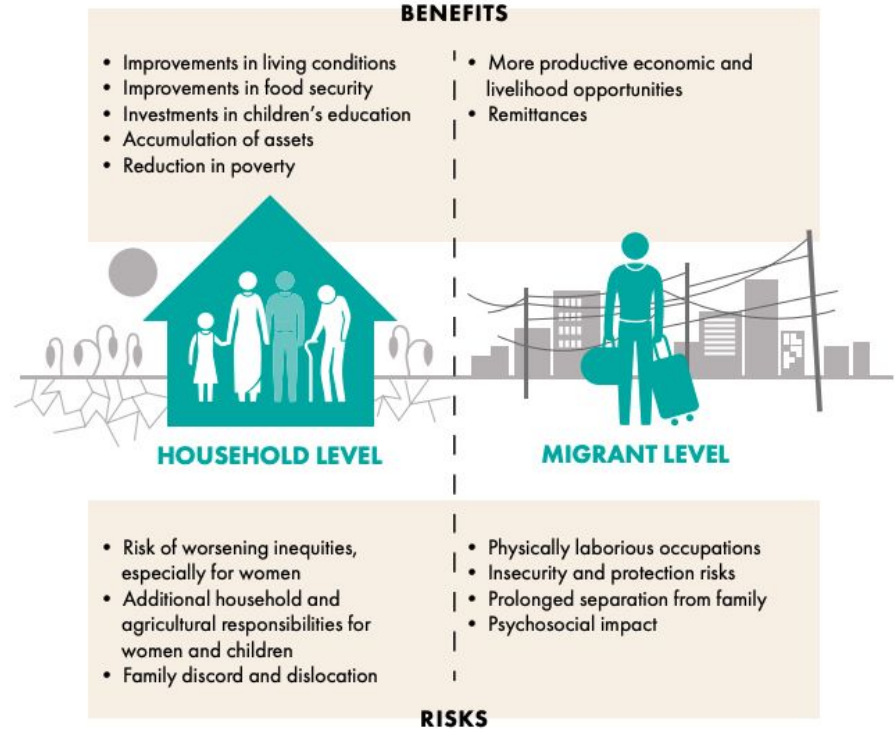 BENEFITS
• Improvements in living conditions
• Improvements in food security
• Investments in children’s education
• Accumulation of assets
• Reduction in poverty
• More productive economic and
livelihood opportunities
• Remittances
HOUSEHOLD LEVEL
MIGRANT LEVEL
• Risk of worsening inequities,
especially for women
• Additional household and
agricultural responsibilities for
women and children
• Family discord and dislocation
• Physically laborious occupations
• Insecurity and protection risks
• Prolonged separation from family
• Psychosocial impact
RISKS